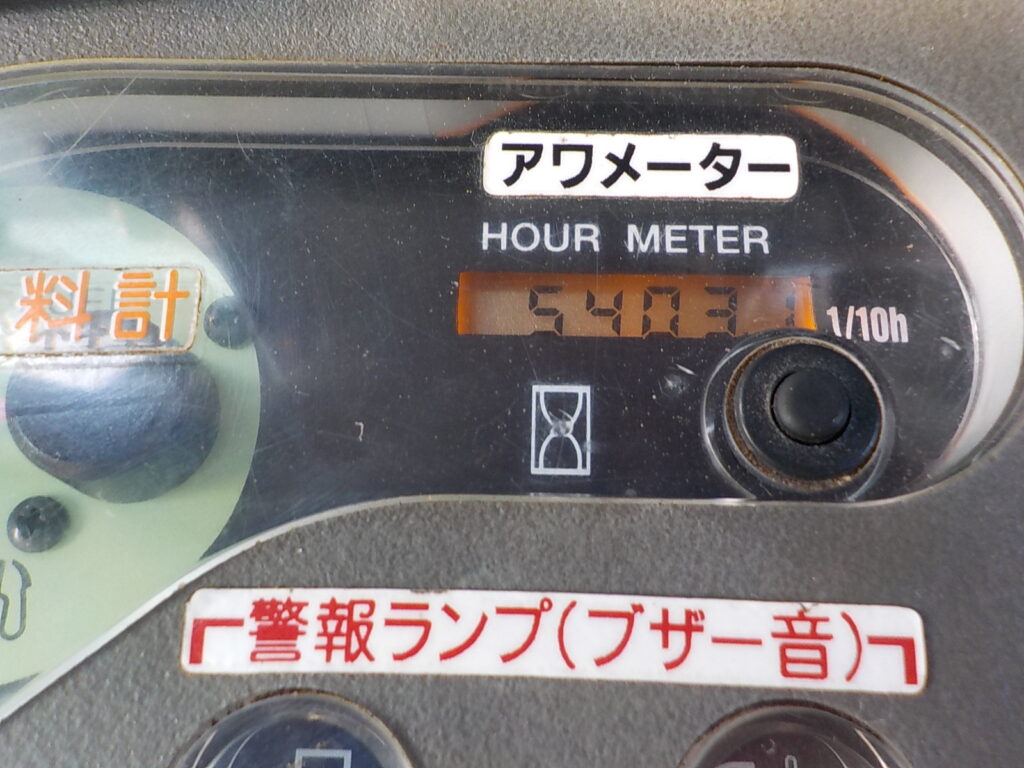 アワメーター
HOUR METER
料計
5403.1
1/10h
「警報ランプ(ブザー音)」